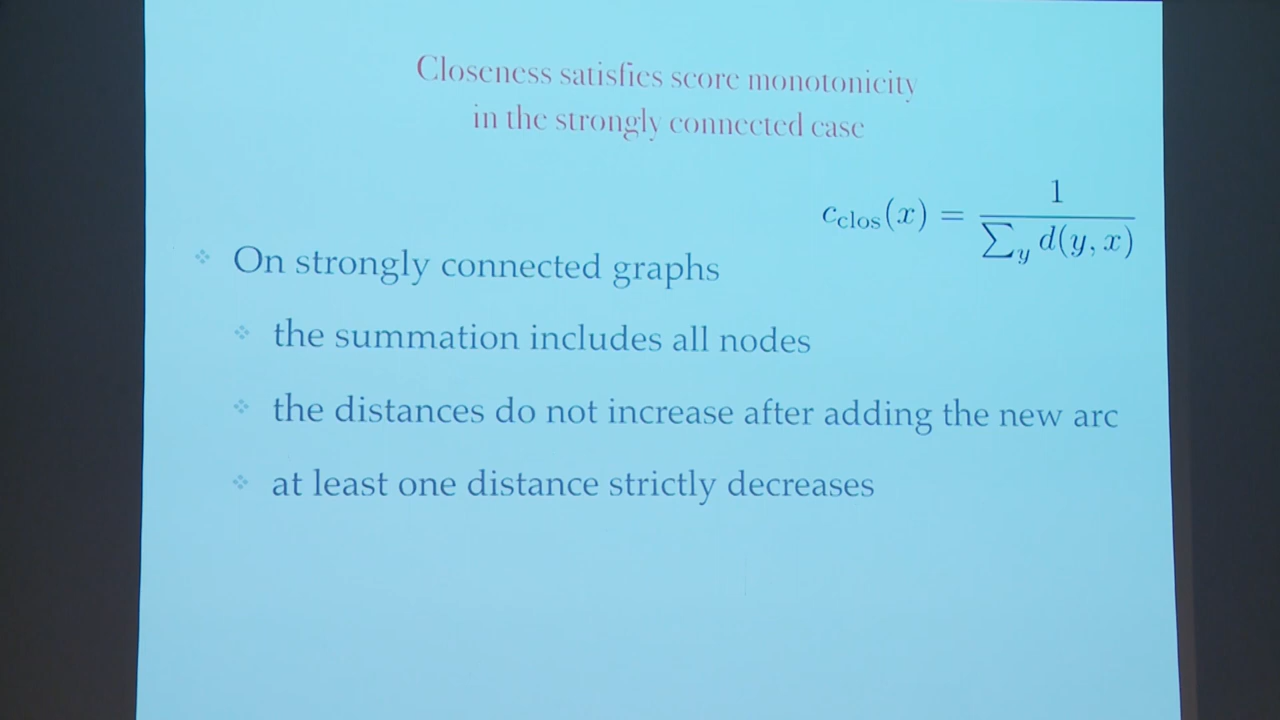 Closeness satisfies score monotonicity
in the strongly connected case
c_clos(x) = 1 / ∑_y d(y, x)
On strongly connected graphs
the summation includes all nodes
the distances do not increase after adding the new arc
at least one distance strictly decreases